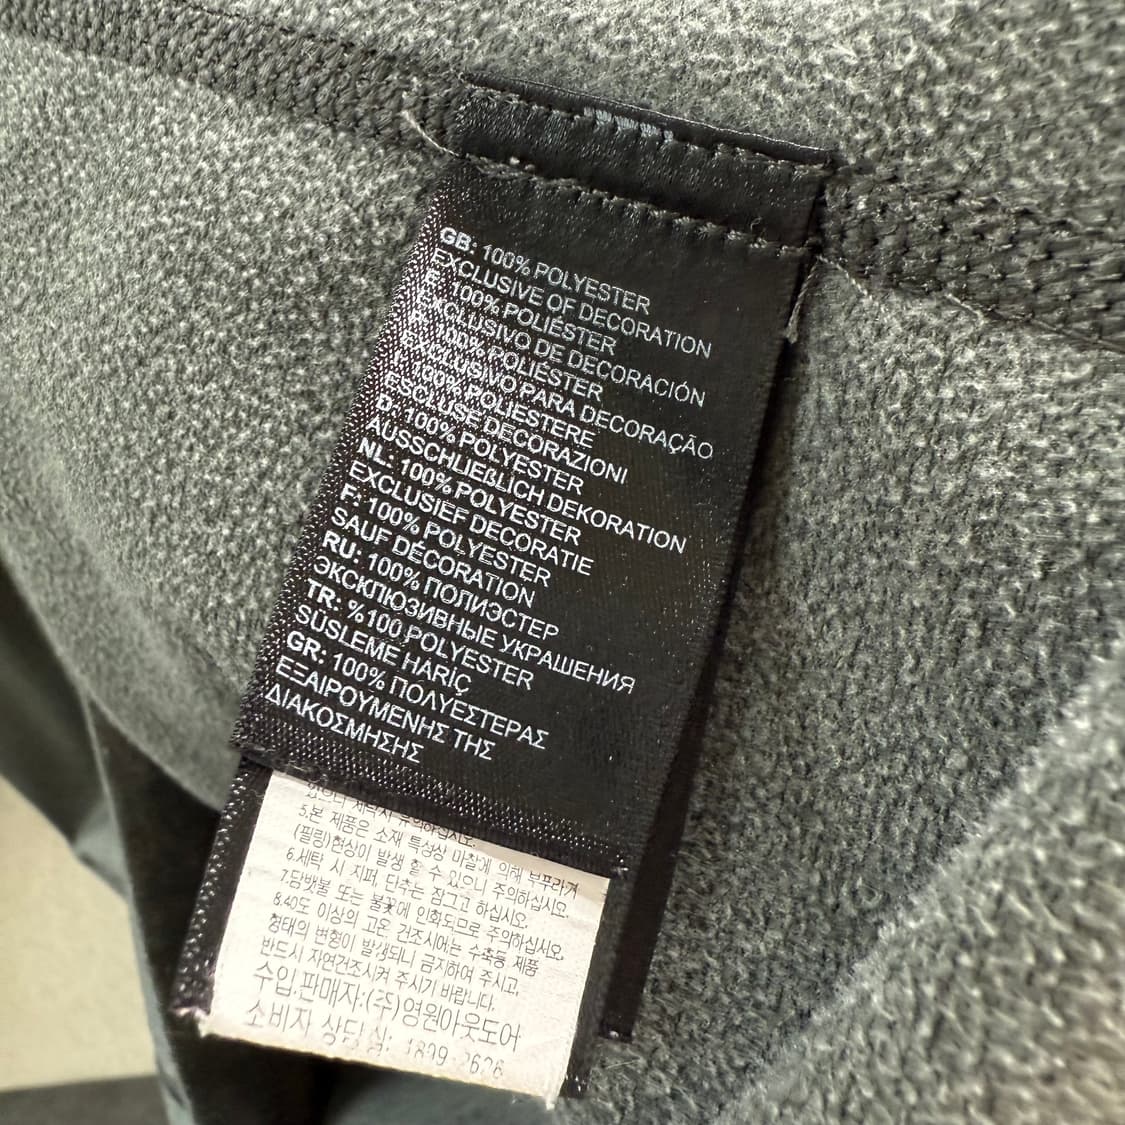 GB: 100% POLYESTER
EXCLUSIVE OF DECORATION
E: 100% POLIÉSTER
EXCLUSIVO DE DECORACIÓN
P: 100% POLIÉSTER
EXCLUSIVO PARA DECORAÇÃO
I: 100% POLIESTERE
ESCLUSE DECORAZIONI
D: 100% POLYESTER
AUSSCHLIEßLICH DEKORATION
NL: 100% POLYESTER
EXCLUSIEF DECORATIE
F: 100% POLYESTER
SAUF DÉCORATION
RU: 100% ПОЛИЭСТЕР
ЭКСКЛЮЗИВНЫЕ УКРАШЕНИЯ
TR: %100 POLYESTER
SÜSLEME HARİÇ
GR: 100% ΠΟΛΥΕΣΤΕΡΑΣ
ΕΞΑΙΡΟΥΜΕΝΗΣ ΤΗΣ
ΔΙΑΚΟΣΜΗΣΗΣ
5.본 제품은 소재 특성상 마찰에 의해 부푸라기
(필링)현상이 발생 할 수 있으니 주의하십시오.
6.세탁 시 지퍼, 단추는 잠그고 하십시오.
7.담뱃불 또는 불꽃에 인화되므로 주의하십시오.
8.40도 이상의 고온 건조시에는 수축등 제품
형태의 변형이 발생되니 금지하여 주시고,
반드시 자연건조시켜 주시기 바랍니다.
수입,판매자:(주)영원아웃도어
소비자 상담실: